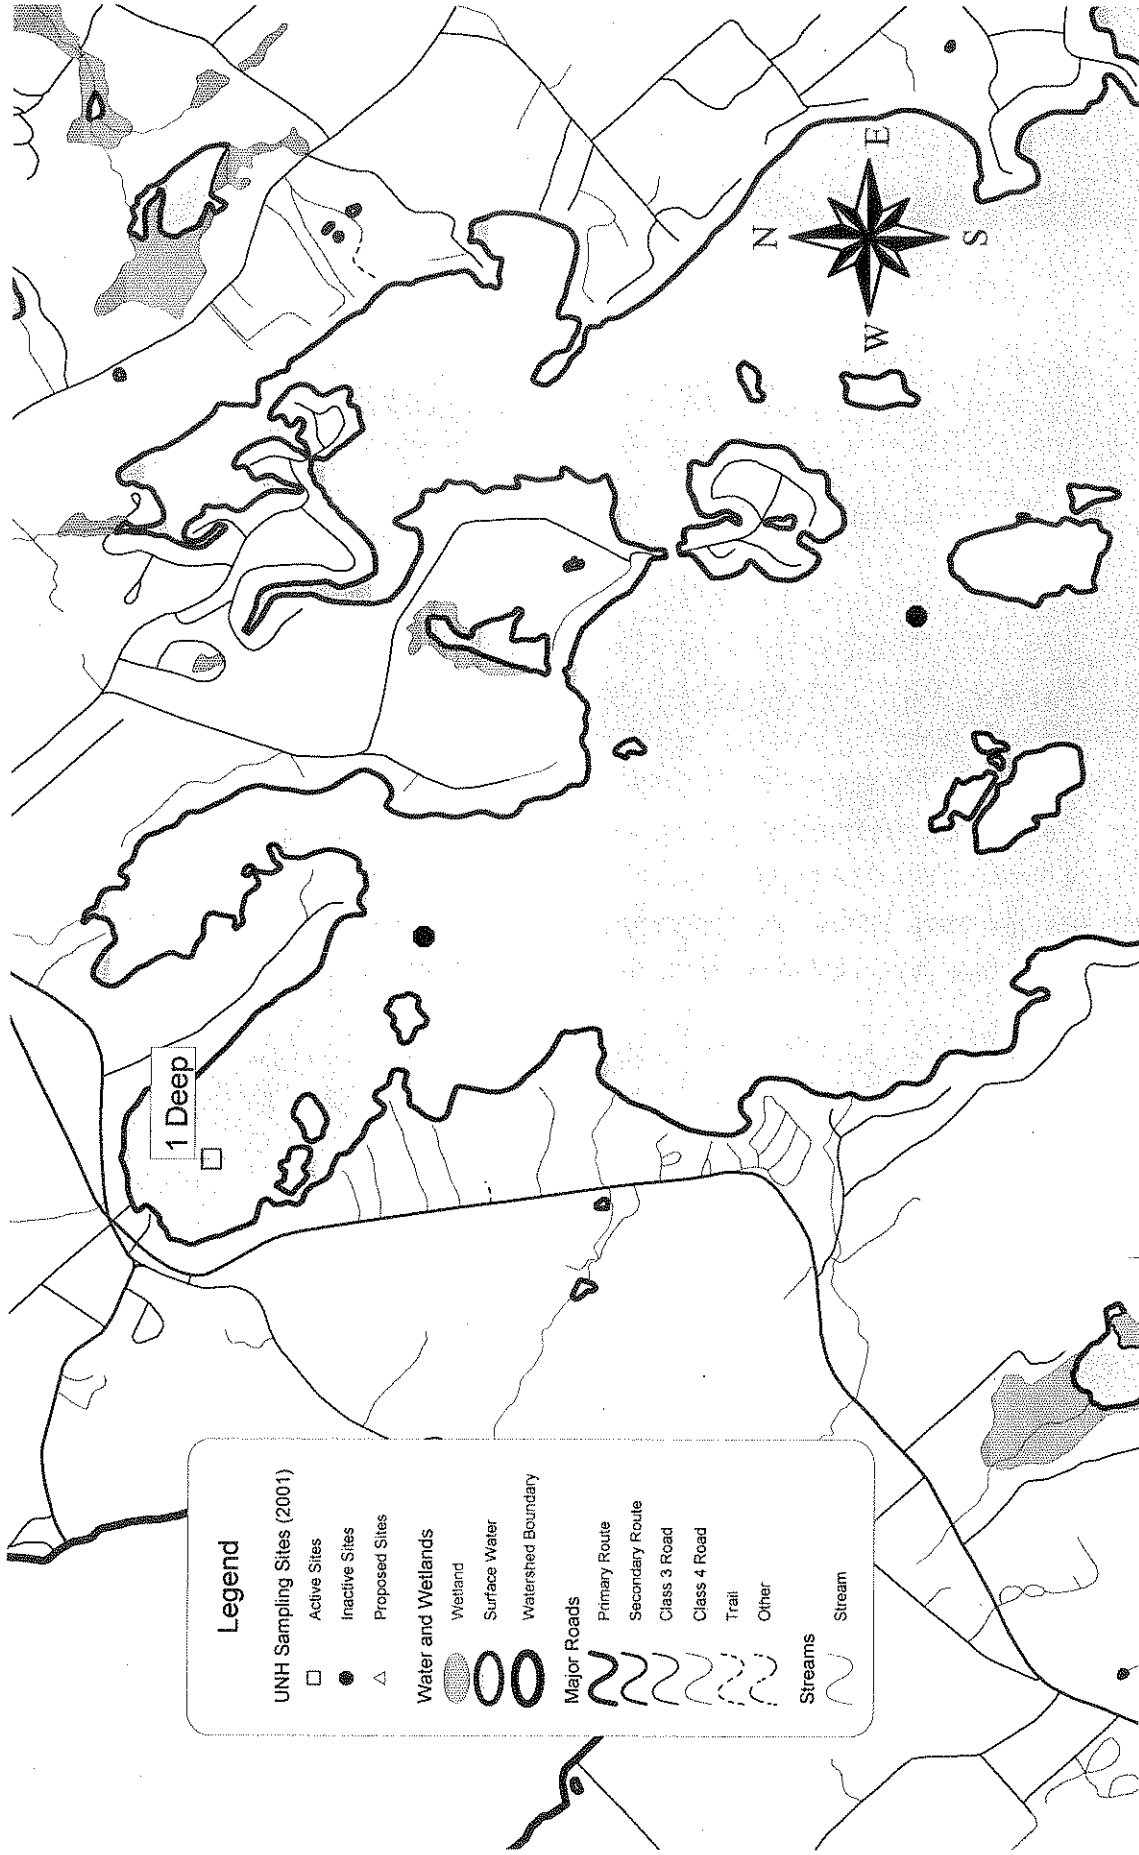 1 Deep
N
E
W
S
Legend
UNH Sampling Sites (2001)
Active Sites
Inactive Sites
Proposed Sites
Water and Wetlands
Wetland
Surface Water
Watershed Boundary
Major Roads
Primary Route
Secondary Route
Class 3 Road
Class 4 Road
Trail
Other
Streams
Stream